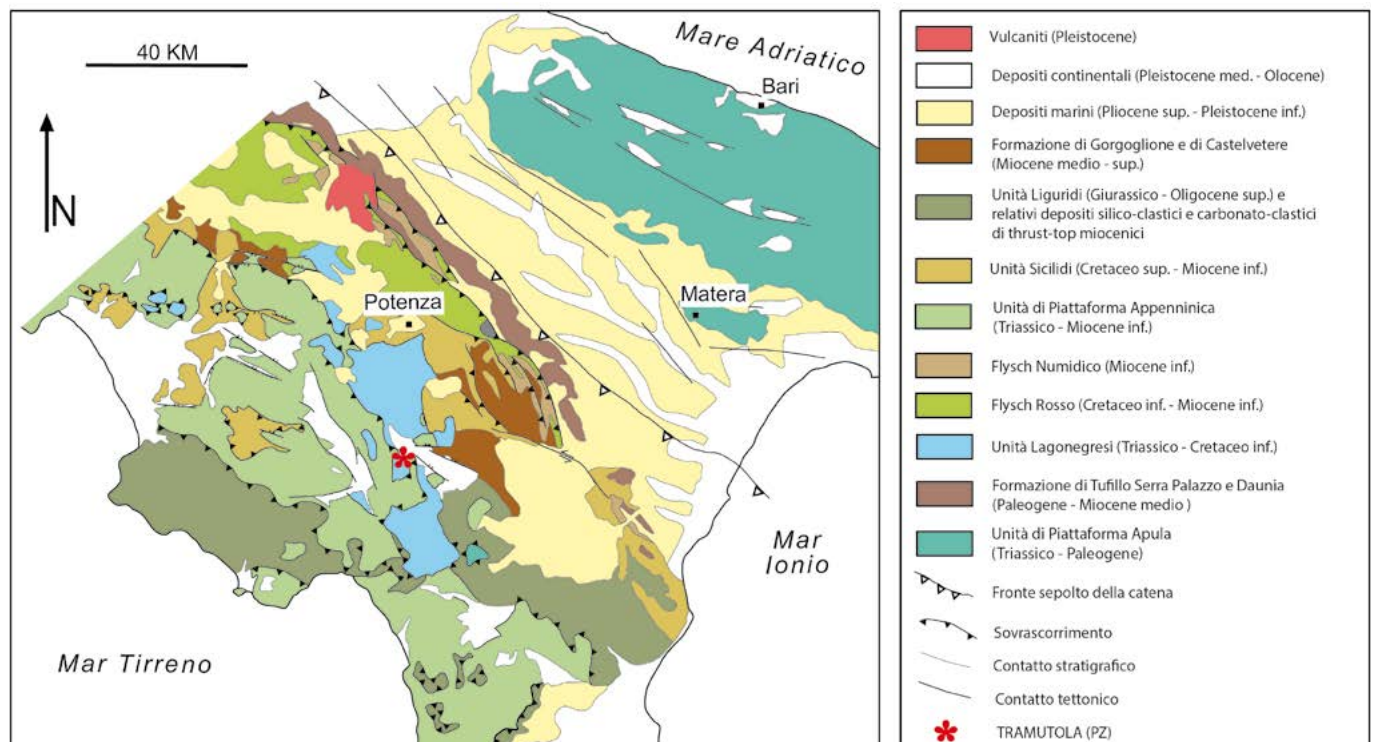 40 KM
N
Mare Adriatico
Bari
Potenza
Matera
Mar
Ionio
Mar Tirreno
Vulcaniti (Pleistocene)
Depositi continentali (Pleistocene med. - Olocene)
Depositi marini (Pliocene sup. - Pleistocene inf.)
Formazione di Gorgoglione e di Castelvetere
(Miocene medio - sup.)
Unità Liguridi (Giurassico - Oligocene sup.) e
relativi depositi silico-clastici e carbonato-clastici
di thrust-top miocenici
Unità Sicilidi (Cretaceo sup. - Miocene inf.)
Unità di Piattaforma Appenninica
(Triassico - Miocene inf.)
Flysch Numidico (Miocene inf.)
Flysch Rosso (Cretaceo inf. - Miocene inf.)
Unità Lagonegresi (Triassico - Cretaceo inf.)
Formazione di Tufillo Serra Palazzo e Daunia
(Paleogene - Miocene medio )
Unità di Piattaforma Apula
(Triassico - Paleogene)
Fronte sepolto della catena
Sovrascorrimento
Contatto stratigrafico
Contatto tettonico
TRAMUTOLA (PZ)